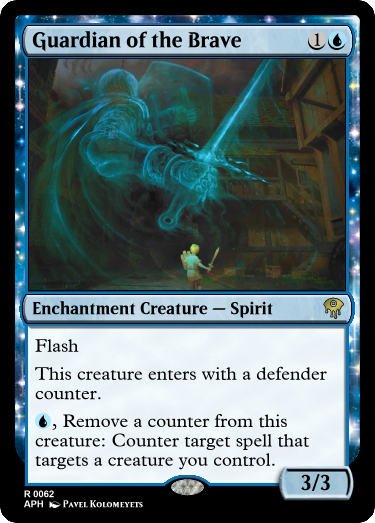 Guardian of the Brave 1
Enchantment Creature — Spirit
Flash
This creature enters with a defender
counter.
, Remove a counter from this
creature: Counter target spell that
targets a creature you control.
3/3
R 0062
APH Pavel Kolomeyets